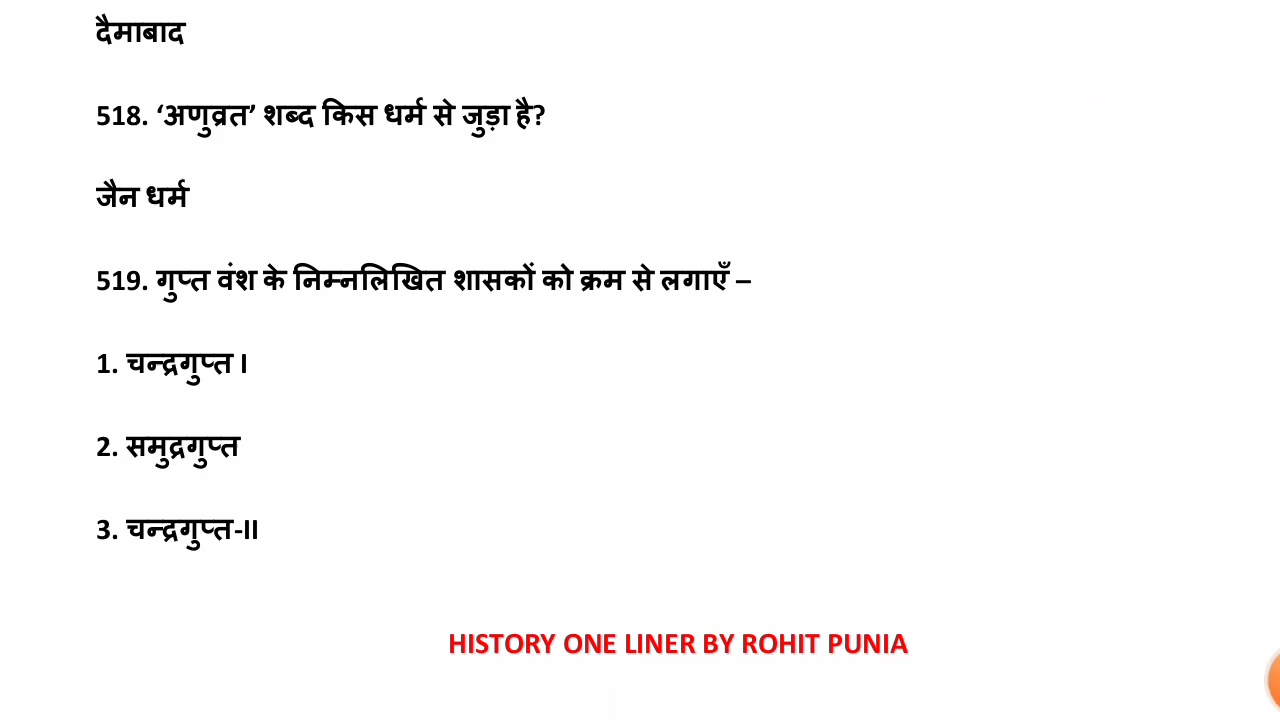 दैमाबाद
518. ‘अणुव्रत’ शब्द किस धर्म से जुड़ा है?
जैन धर्म
519. गुप्त वंश के निम्नलिखित शासकों को क्रम से लगाएँ –
1. चन्द्रगुप्त I
2. समुद्रगुप्त
3. चन्द्रगुप्त-II
HISTORY ONE LINER BY ROHIT PUNIA